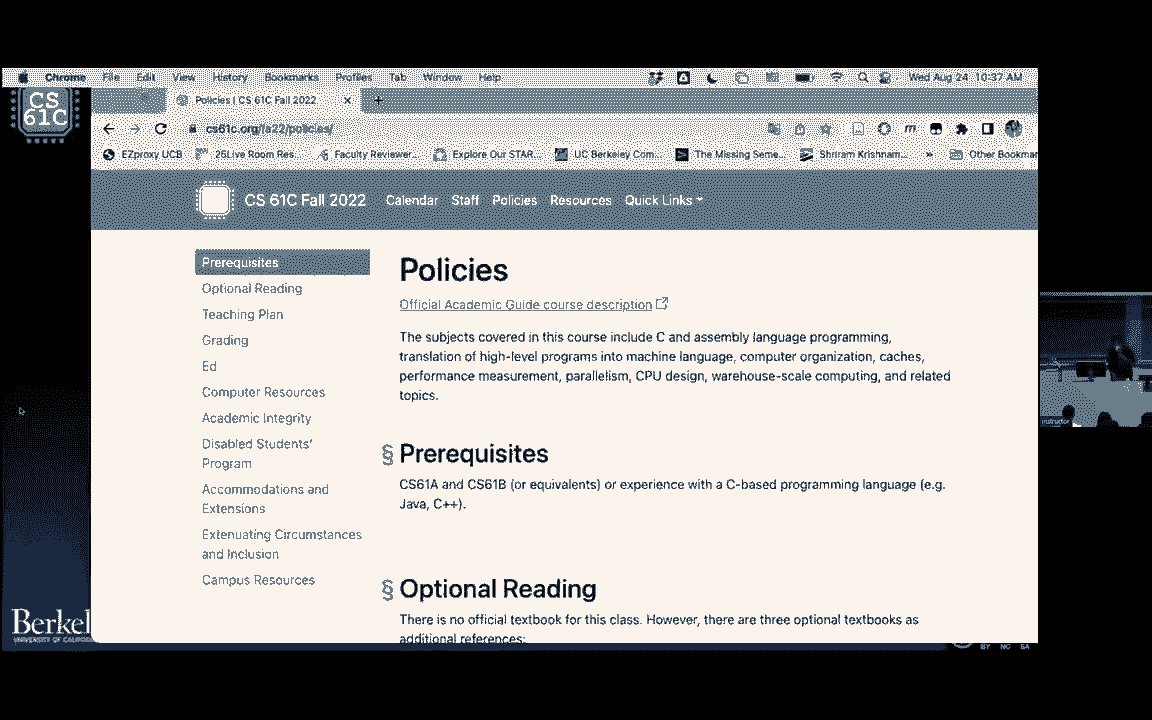 Chrome File Edit View History Bookmarks Profiles Tab Window Help Wed Aug 24 10:37 AM
CS
61C
Policies | CS 61C Fall 2022
cs61c.org/fa22/policies/
EZproxy UCB 25Live Room Res... Faculty Reviewer... Explore Our STAR... UC Berkeley Com... The Missing Seme... Shriram Krishnam... » Other Bookmar
CS 61C Fall 2022 Calendar Staff Policies Resources Quick Links
Prerequisites
Optional Reading
Teaching Plan
Grading
Ed
Computer Resources
Academic Integrity
Disabled Students'
Program
Accommodations and
Extensions
Extenuating Circumstances
and Inclusion
Campus Resources
Policies
Official Academic Guide course description
The subjects covered in this course include C and assembly language programming,
translation of high-level programs into machine language, computer organization, caches,
performance measurement, parallelism, CPU design, warehouse-scale computing, and related
topics.
§ Prerequisites
CS61A and CS61B (or equivalents) or experience with a C-based programming language (e.g.
Java, C++).
§ Optional Reading
There is no official textbook for this class. However, there are three optional textbooks as
additional references:
Berkel
UNIVERSITY OF CALIFO
BY NC SA